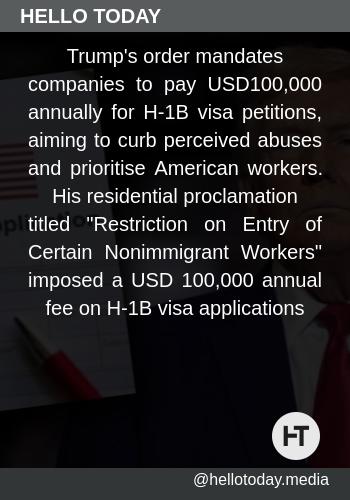 HELLO TODAY
Trump's order mandates
companies to pay USD100,000
annually for H-1B visa petitions,
aiming to curb perceived abuses
and prioritise American workers.
His residential proclamation
titled "Restriction on Entry of
Certain Nonimmigrant Workers"
imposed a USD 100,000 annual
fee on H-1B visa applications
HT
@hellotoday.media